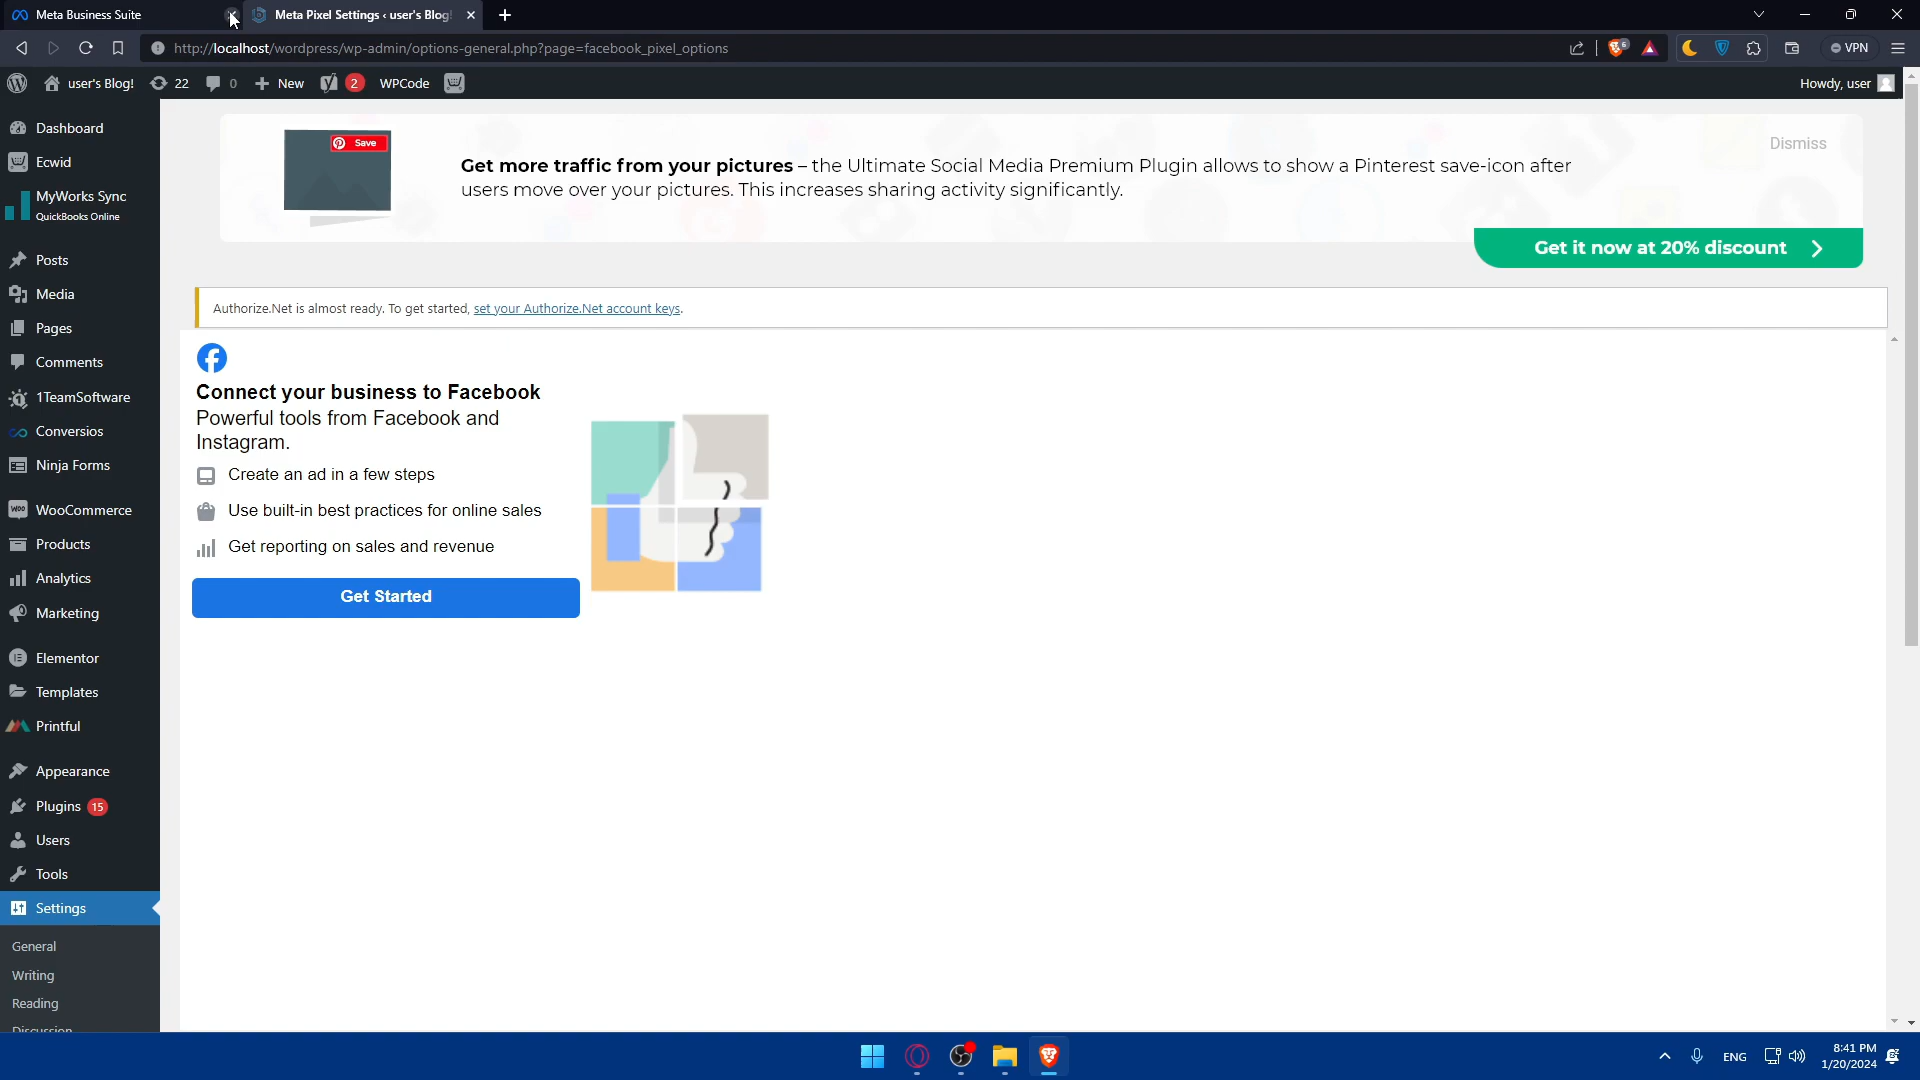 Meta Business Suite
Meta Pixel Settings ‹ user's Blog!
http://localhost/wordpress/wp-admin/options-general.php?page=facebook_pixel_options
6
VPN
user's Blog!
22
0
New
2
WPCode
Howdy, user
Dashboard
Ecwid
MyWorks Sync
QuickBooks Online
Posts
Media
Pages
Comments
1TeamSoftware
Conversios
Ninja Forms
WooCommerce
Products
Analytics
Marketing
Elementor
Templates
Printful
Appearance
Plugins 15
Users
Tools
Settings
General
Writing
Reading
Discussion
Save
Get more traffic from your pictures – the Ultimate Social Media Premium Plugin allows to show a Pinterest save-icon after
users move over your pictures. This increases sharing activity significantly.
Dismiss
Get it now at 20% discount
Authorize.Net is almost ready. To get started, set your Authorize.Net account keys.
Connect your business to Facebook
Powerful tools from Facebook and
Instagram.
Create an ad in a few steps
Use built-in best practices for online sales
Get reporting on sales and revenue
Get Started
ENG
8:41 PM
1/20/2024